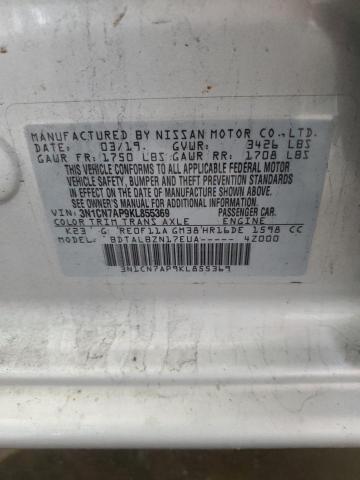 MANUFACTURED BY NISSAN MOTOR CO.,LTD.
DATE: 03/19. GVWR: 3426 LBS
GAWR FR: 1750 LBS GAWR RR: 1708 LBS
THIS VEHICLE CONFORMS TO ALL APPLICABLE FEDERAL MOTOR
VEHICLE SAFETY, BUMPER, AND THEFT PREVENTION STANDARDS
IN EFFECT ON THE DATE OF MANUFACTURE SHOWN ABOVE.
SEE OWNER'S MANUAL FOR ADDITIONAL INFORMATION.
VIN: 3N1CN7AP9KL855369 PASSENGER CAR.
COLOR TRIM TRANS AXLE ENGINE
K23 G RE0F11A GM38 HR16DE 1598 CC
MODEL: BDTALBZN17EUA----- 4Z000
3N1CN7AP9KL855369